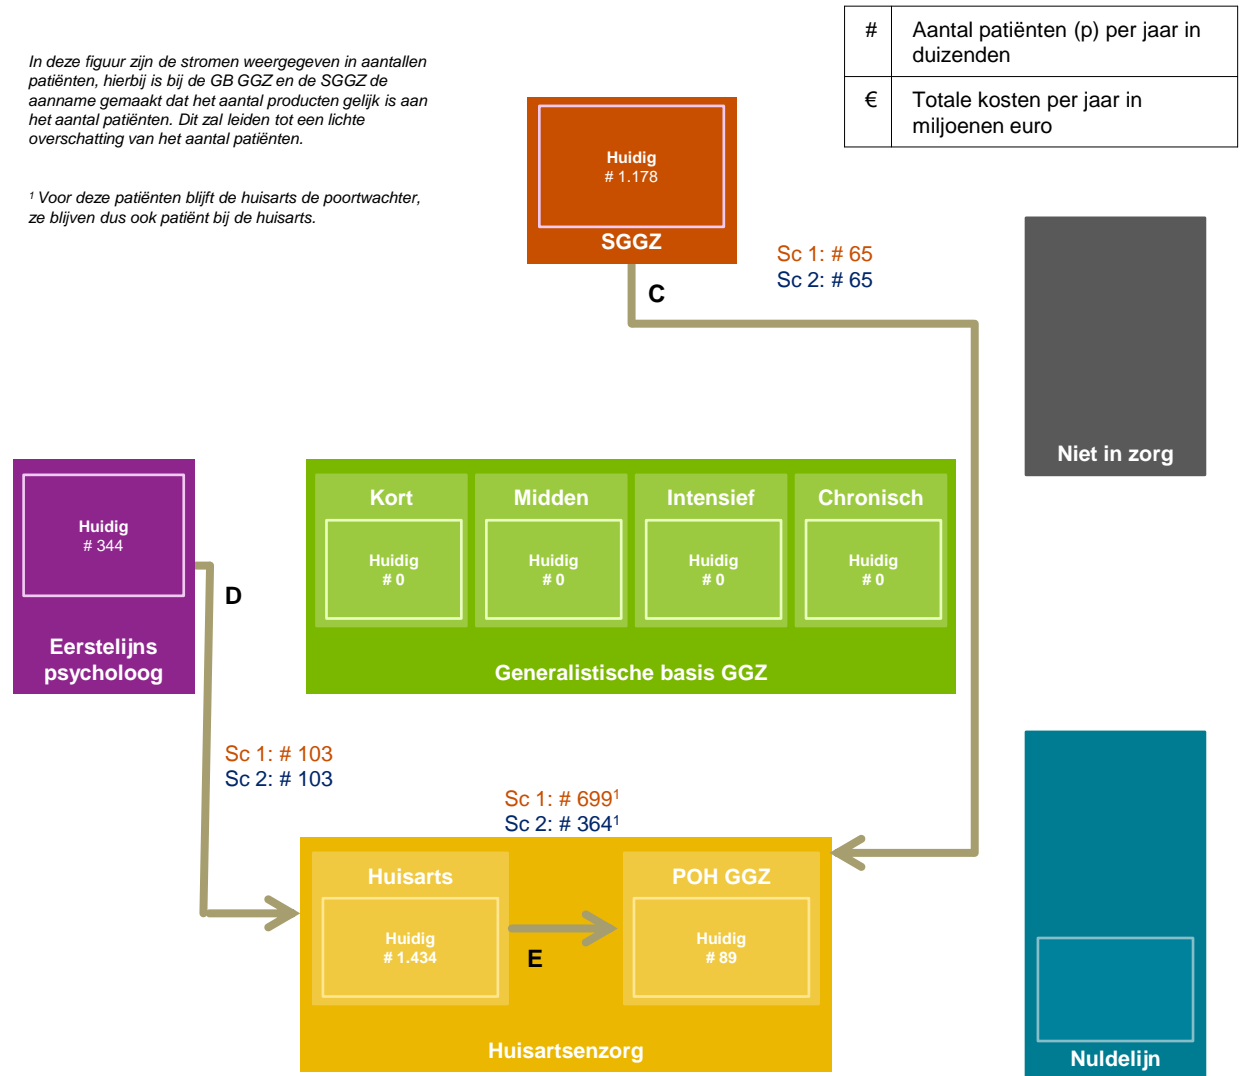 In deze figuur zijn de stromen weergegeven in aantallen
patiënten, hierbij is bij de GB GGZ en de SGGZ de
aanname gemaakt dat het aantal producten gelijk is aan
het aantal patiënten. Dit zal leiden tot een lichte
overschatting van het aantal patiënten.
¹ Voor deze patiënten blijft de huisarts de poortwachter,
ze blijven dus ook patiënt bij de huisarts.
# Aantal patiënten (p) per jaar in
duizenden
€ Totale kosten per jaar in
miljoenen euro
Huidig
# 1.178
SGGZ
C
Sc 1: # 65
Sc 2: # 65
Niet in zorg
Huidig
# 344
Eerstelijns
psycholoog
D
Kort
Huidig
# 0
Midden
Huidig
# 0
Intensief
Huidig
# 0
Chronisch
Huidig
# 0
Generalistische basis GGZ
Sc 1: # 103
Sc 2: # 103
Sc 1: # 699¹
Sc 2: # 364¹
Huisarts
Huidig
# 1.434
E
POH GGZ
Huidig
# 89
Huisartsenzorg
Nuldelijn